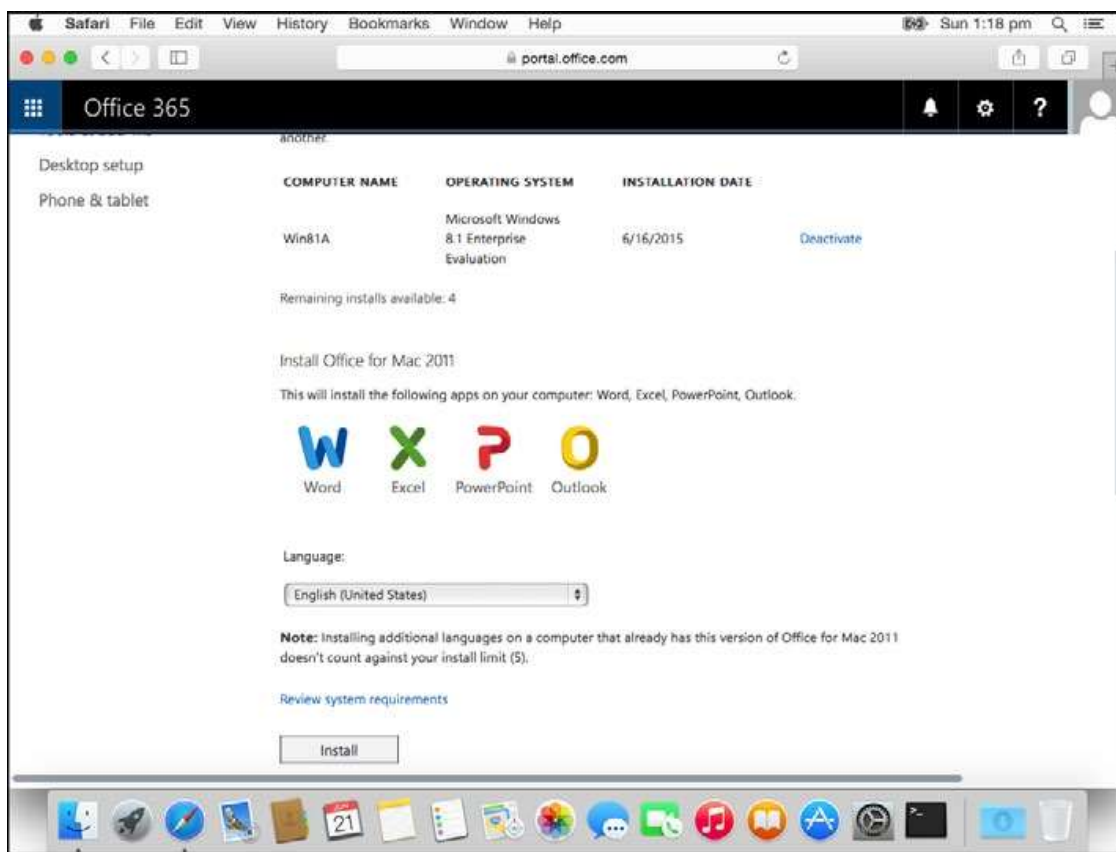 Safari File Edit View History Bookmarks Window Help Sun 1:18 pm
portal.office.com
Office 365 ?
another.
Desktop setup
Phone & tablet
COMPUTER NAME OPERATING SYSTEM INSTALLATION DATE
Microsoft Windows
Win81A 8.1 Enterprise 6/16/2015 Deactivate
Evaluation
Remaining installs available: 4
Install Office for Mac 2011
This will install the following apps on your computer: Word, Excel, PowerPoint, Outlook.
Word Excel PowerPoint Outlook
Language:
English (United States)
Note: Installing additional languages on a computer that already has this version of Office for Mac 2011
doesn't count against your install limit (5).
Review system requirements
Install
21